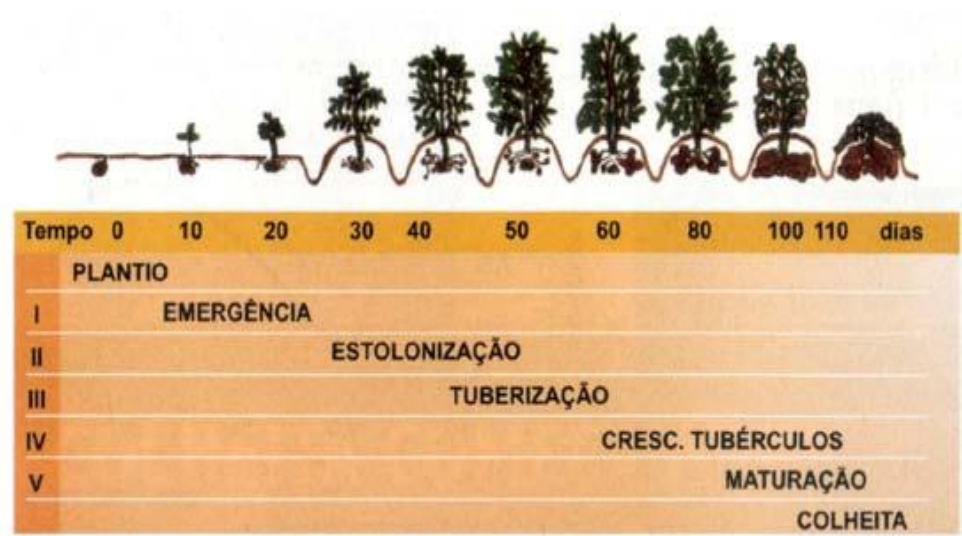 Tempo 0 10 20 30 40 50 60 80 100 110 dias
PLANTIO
I EMERGÊNCIA
II ESTOLONIZAÇÃO
III TUBERIZAÇÃO
IV CRESC. TUBÉRCULOS
V MATURAÇÃO
COLHEITA